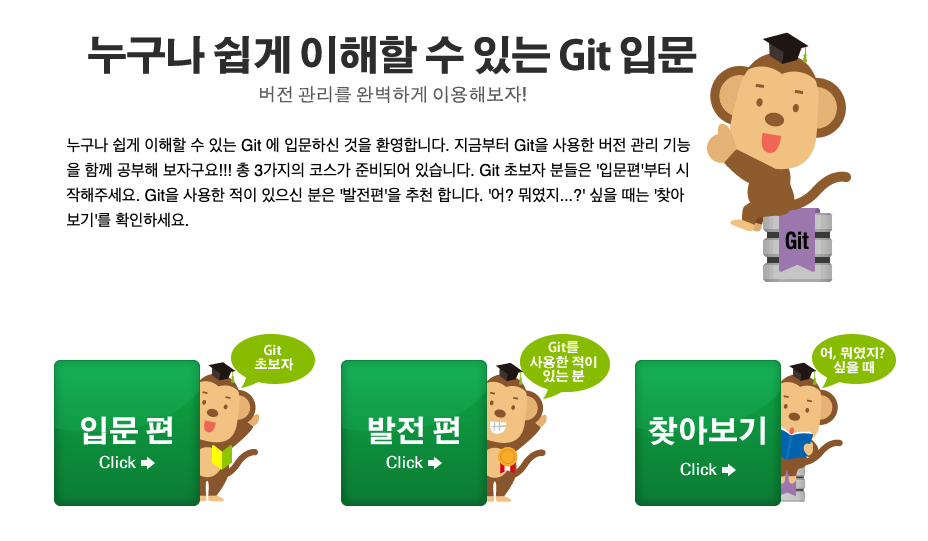 누구나 쉽게 이해할 수 있는 Git 입문
버전 관리를 완벽하게 이용해보자!
누구나 쉽게 이해할 수 있는 Git 에 입문하신 것을 환영합니다. 지금부터 Git을 사용한 버전 관리 기능
을 함께 공부해 보자구요!!! 총 3가지의 코스가 준비되어 있습니다. Git 초보자 분들은 '입문편'부터 시
작해주세요. Git을 사용한 적이 있으신 분은 '발전편'을 추천 합니다. '어? 뭐였지...?' 싶을 때는 '찾아
보기'를 확인하세요.
Git
Git
초보자
입문 편
Click
Git를
사용한 적이
있는 분
발전 편
Click
어, 뭐였지?
싶을 때
찾아보기
Click